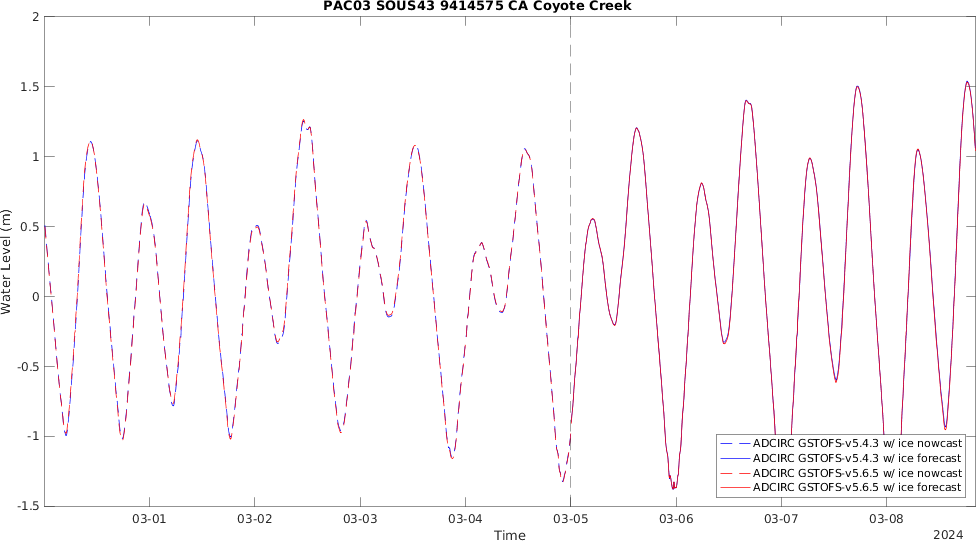 PAC03 SOUS43 9414575 CA Coyote Creek
2
1.5
1
0.5
0
-0.5
-1
-1.5
Water Level (m)
ADCIRC GSTOFS-v5.4.3 w/ ice nowcast
ADCIRC GSTOFS-v5.4.3 w/ ice forecast
ADCIRC GSTOFS-v5.6.5 w/ ice nowcast
ADCIRC GSTOFS-v5.6.5 w/ ice forecast
03-01 03-02 03-03 03-04 03-05 03-06 03-07 03-08
Time
2024